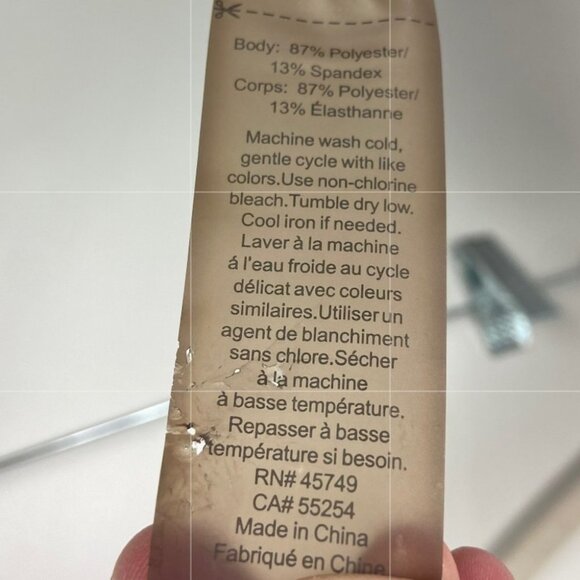 Body: 87% Polyester/
13% Spandex
Corps: 87% Polyester/
13% Élasthanne
Machine wash cold,
gentle cycle with like
colors.Use non-chlorine
bleach.Tumble dry low.
Cool iron if needed.
Laver à la machine
á l'eau froide au cycle
délicat avec coleurs
similaires.Utiliser un
agent de blanchiment
sans chlore.Sécher
à la machine
à basse température.
Repasser à basse
température si besoin.
RN# 45749
CA# 55254
Made in China
Fabriqué en Chine